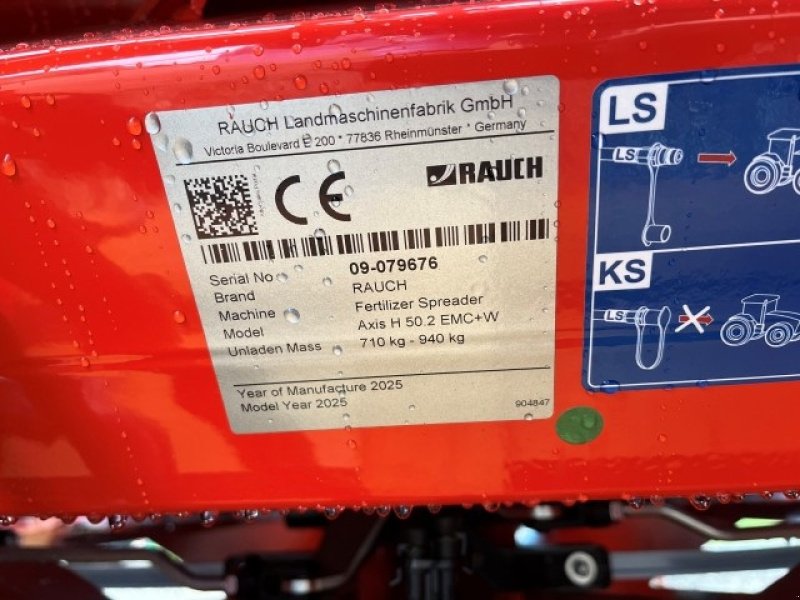 RAUCH Landmaschinenfabrik GmbH
Victoria Boulevard E 200 * 77836 Rheinmünster * Germany
CE
RAUCH
Serial No 09-079676
Brand RAUCH
Machine Fertilizer Spreader
Model Axis H 50.2 EMC+W
Unladen Mass 710 kg - 940 kg
Year of Manufacture 2025
Model Year 2025
904847
LS
LS
KS
LS